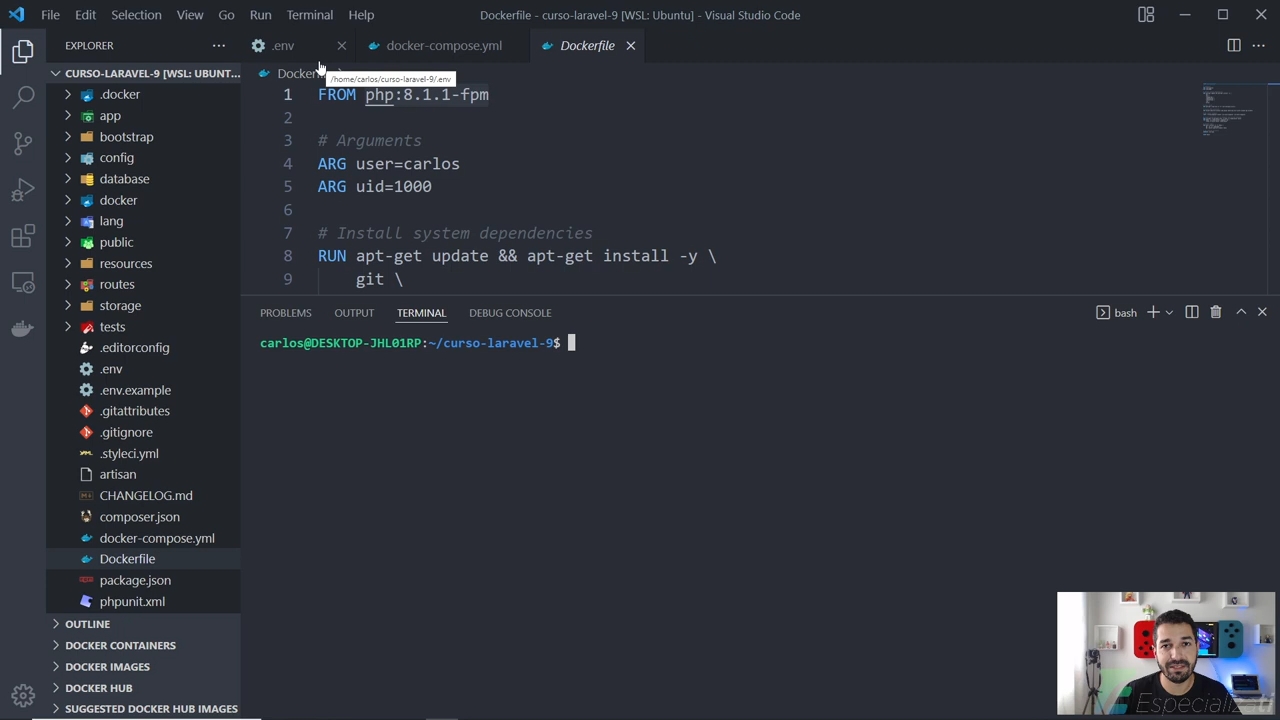 File Edit Selection View Go Run Terminal Help
Dockerfile - curso-laravel-9 [WSL: Ubuntu] - Visual Studio Code
EXPLORER
.env
docker-compose.yml
Dockerfile
CURSO-LARAVEL-9 [WSL: UBUNT...
.docker
app
bootstrap
config
database
docker
lang
public
resources
routes
storage
tests
.editorconfig
.env
.env.example
.gitattributes
.gitignore
.styleci.yml
artisan
CHANGELOG.md
composer.json
docker-compose.yml
Dockerfile
package.json
phpunit.xml
OUTLINE
DOCKER CONTAINERS
DOCKER IMAGES
DOCKER HUB
SUGGESTED DOCKER HUB IMAGES
/home/carlos/curso-laravel-9/.env
1 FROM php:8.1.1-fpm
2
3 # Arguments
4 ARG user=carlos
5 ARG uid=1000
6
7 # Install system dependencies
8 RUN apt-get update && apt-get install -y \
9 git \
PROBLEMS OUTPUT TERMINAL DEBUG CONSOLE
bash
carlos@DESKTOP-JHL01RP:~/curso-laravel-9$